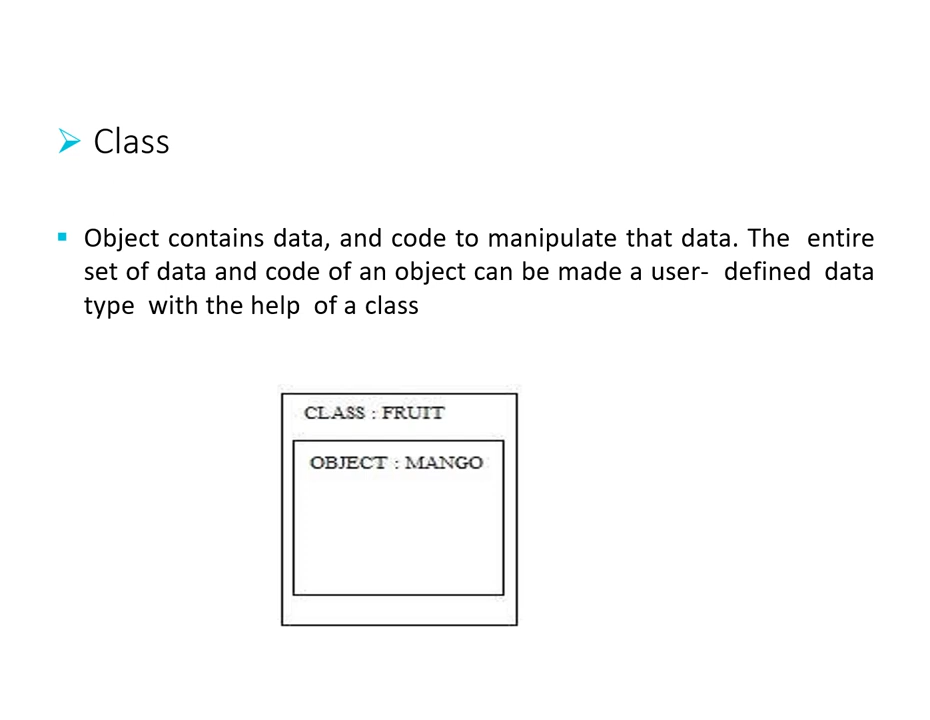 Class
Object contains data, and code to manipulate that data. The entire
set of data and code of an object can be made a user- defined data
type with the help of a class
CLASS : FRUIT
OBJECT : MANGO